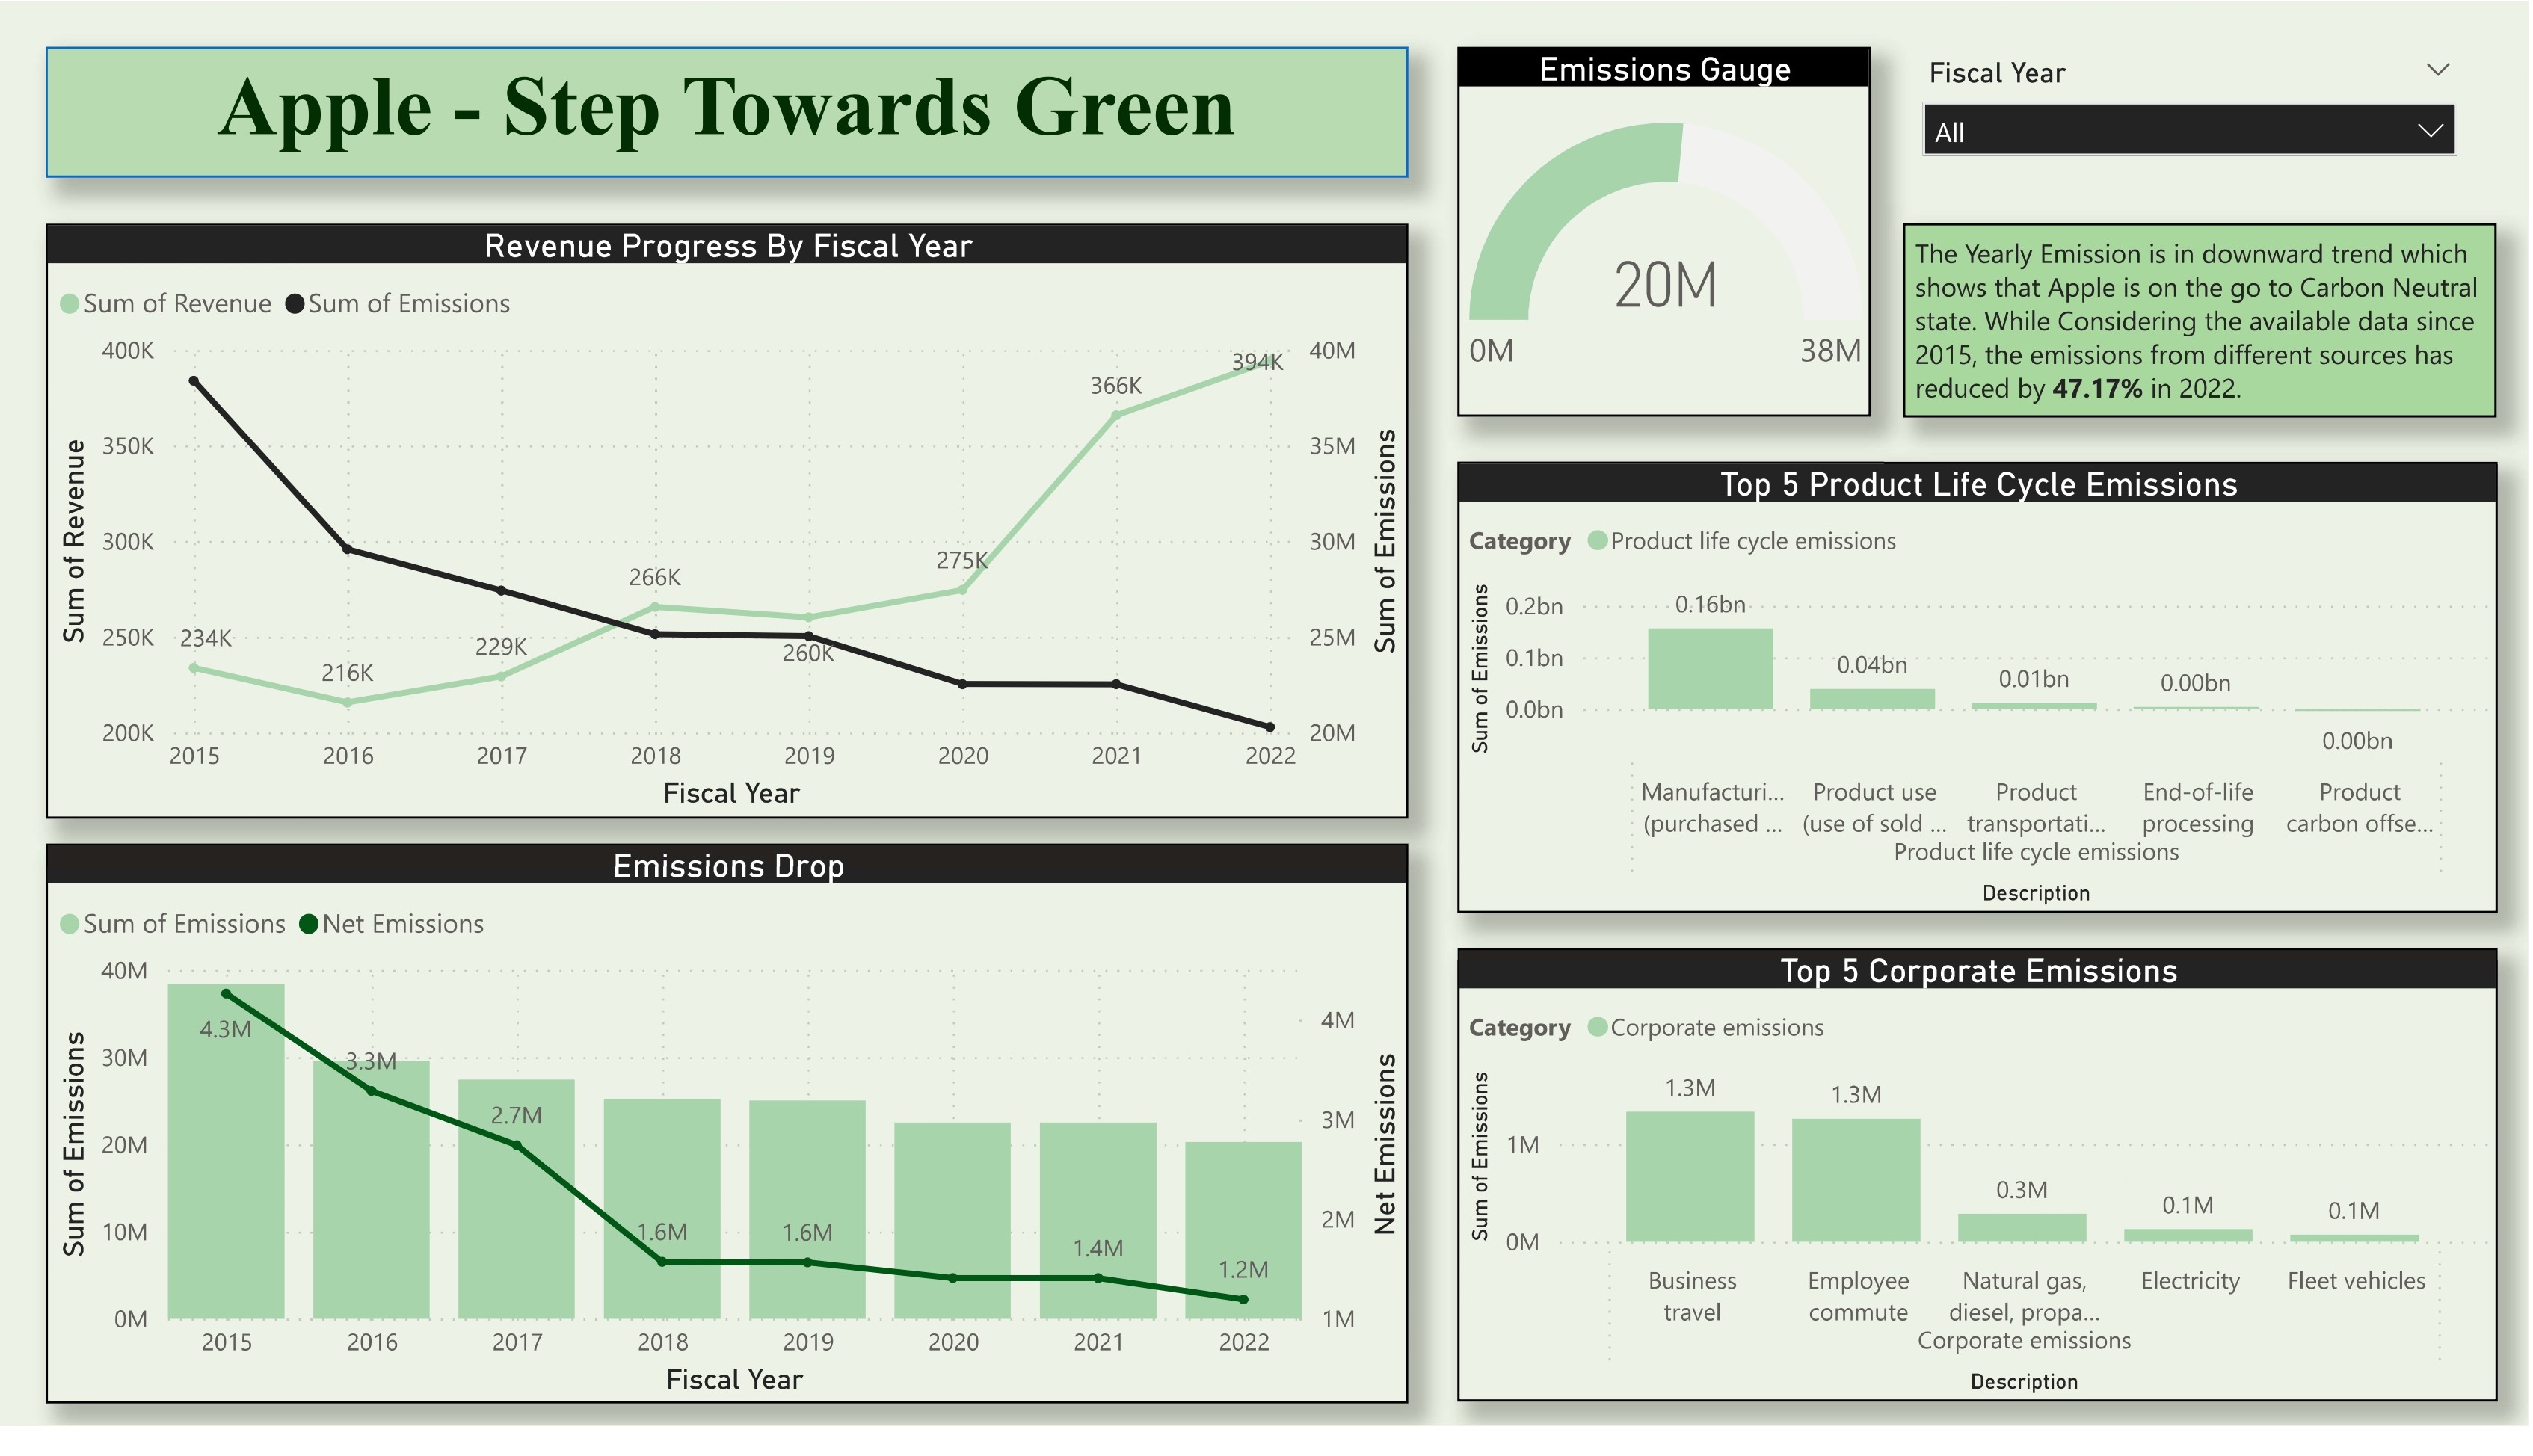 Apple - Step Towards Green
Emissions Gauge
20M
0M
38M
Fiscal Year
All
The Yearly Emission is in downward trend which
shows that Apple is on the go to Carbon Neutral
state. While Considering the available data since
2015, the emissions from different sources has
reduced by 47.17% in 2022.
Revenue Progress By Fiscal Year
Sum of Revenue Sum of Emissions
Sum of Revenue
400K
350K
300K
250K
200K
234K
216K
229K
266K
260K
275K
366K
394K
40M
35M
30M
25M
20M
Sum of Emissions
2015 2016 2017 2018 2019 2020 2021 2022
Fiscal Year
Emissions Drop
Sum of Emissions Net Emissions
Sum of Emissions
40M
30M
20M
10M
0M
4.3M
3.3M
2.7M
1.6M
1.6M
1.4M
1.2M
4M
3M
2M
1M
Net Emissions
2015 2016 2017 2018 2019 2020 2021 2022
Fiscal Year
Top 5 Product Life Cycle Emissions
Category Product life cycle emissions
Sum of Emissions
0.2bn
0.1bn
0.0bn
0.16bn
0.04bn
0.01bn
0.00bn
0.00bn
Manufacturi... Product use Product End-of-life Product
(purchased ... (use of sold ... transportati... processing carbon offse...
Product life cycle emissions
Description
Top 5 Corporate Emissions
Category Corporate emissions
Sum of Emissions
1M
0M
1.3M
1.3M
0.3M
0.1M
0.1M
Business Employee Natural gas, Electricity Fleet vehicles
travel commute diesel, propa...
Corporate emissions
Description